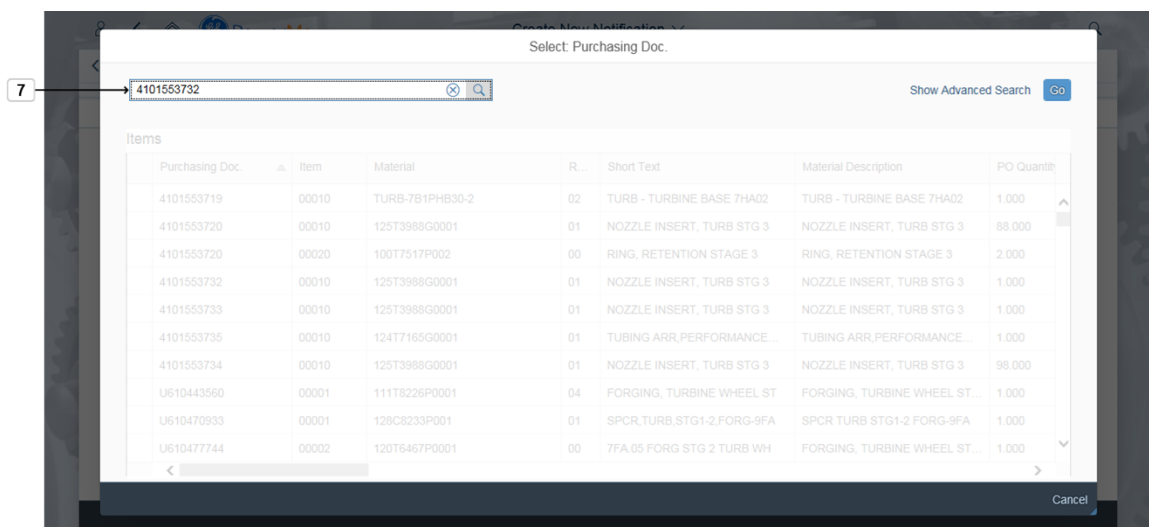 Create New Notification
Select: Purchasing Doc.
7
4101553732
Show Advanced Search Go
Items
Purchasing Doc. Item Material R... Short Text Material Description PO Quantity
4101553719 00010 TURB-7B1PHB30-2 02 TURB - TURBINE BASE 7HA02 TURB - TURBINE BASE 7HA02 1.000
4101553720 00010 125T3988G0001 01 NOZZLE INSERT, TURB STG 3 NOZZLE INSERT, TURB STG 3 88.000
4101553720 00020 100T7517P002 00 RING, RETENTION STAGE 3 RING, RETENTION STAGE 3 2.000
4101553732 00010 125T3988G0001 01 NOZZLE INSERT, TURB STG 3 NOZZLE INSERT, TURB STG 3 1.000
4101553733 00010 125T3988G0001 01 NOZZLE INSERT, TURB STG 3 NOZZLE INSERT, TURB STG 3 1.000
4101553735 00010 124T7165G0001 01 TUBING ARR,PERFORMANCE... TUBING ARR,PERFORMANCE... 1.000
4101553734 00010 125T3988G0001 01 NOZZLE INSERT, TURB STG 3 NOZZLE INSERT, TURB STG 3 98.000
U610443560 00001 111T8226P0001 04 FORGING, TURBINE WHEEL ST FORGING, TURBINE WHEEL ST... 1.000
U610470933 00001 128C8233P001 01 SPCR,TURB,STG1-2,FORG-9FA SPCR TURB STG1-2 FORG-9FA 1.000
U610477744 00002 120T6467P0001 00 7FA.05 FORG STG 2 TURB WH FORGING, TURBINE WHEEL ST... 1.000
Cancel